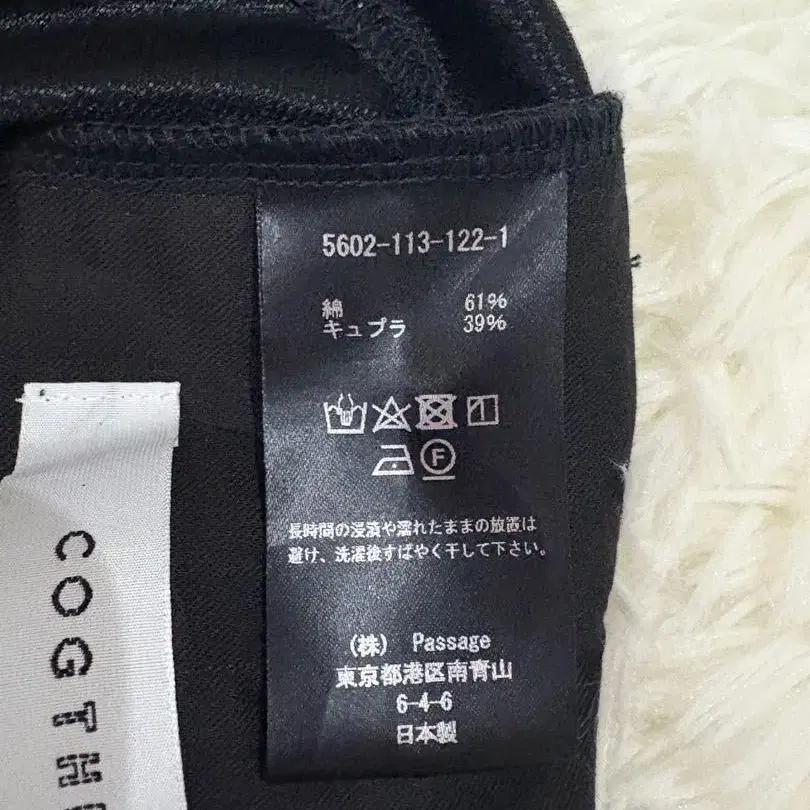 5602-113-122-1
綿 61%
キュプラ 39%
F
長時間の浸漬や濡れたままの放置は
避け、洗濯後すばやく干して下さい。
(株) Passage
東京都港区南青山
6-4-6
日本製
COGTH